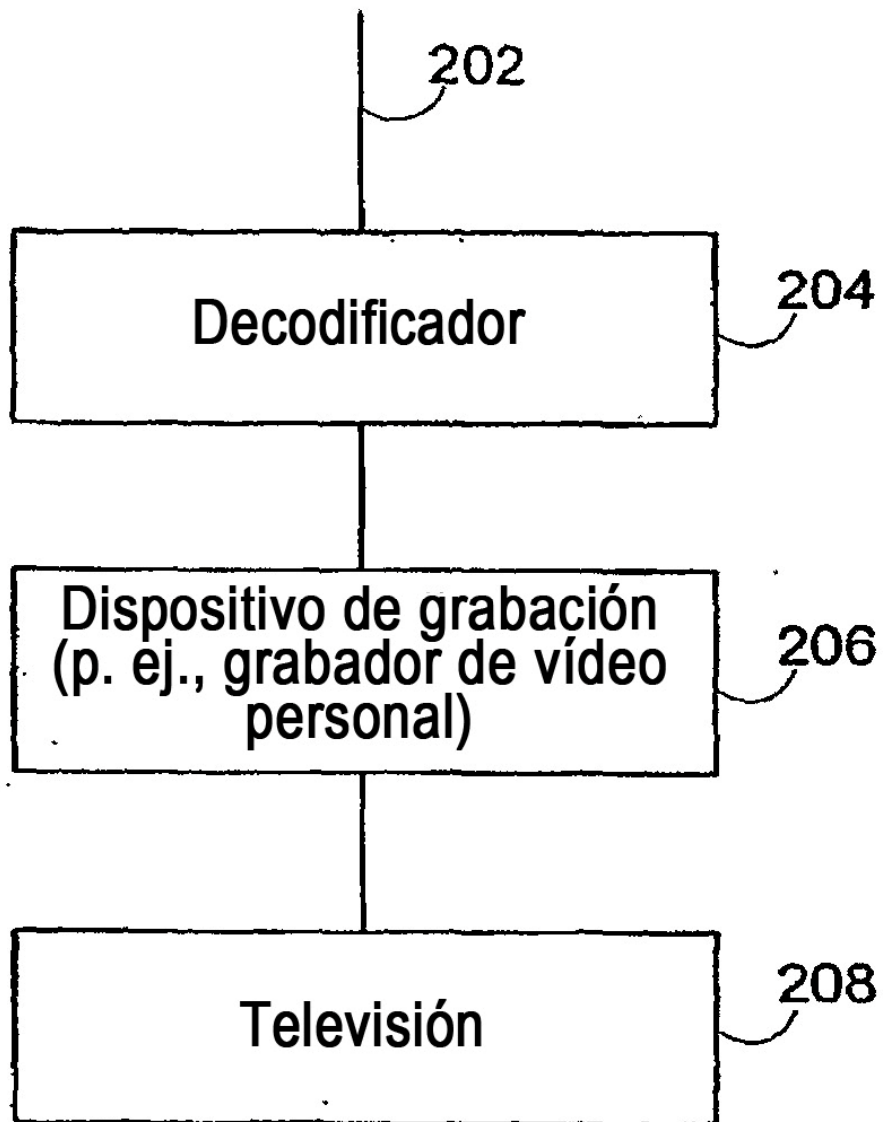 202
Decodificador
204
Dispositivo de grabación
(p. ej., grabador de vídeo
personal)
206
Televisión
208